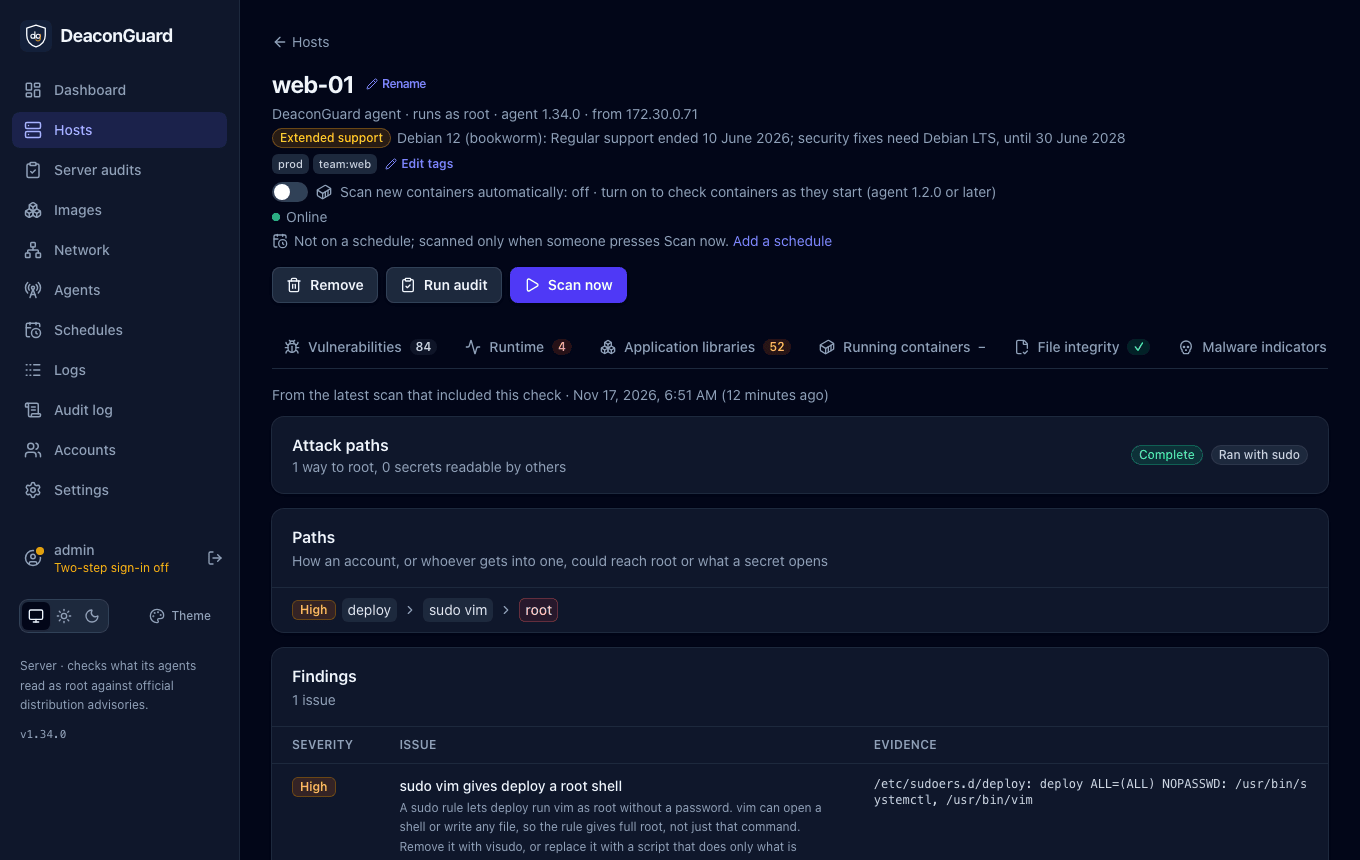 dg
DeaconGuard
Dashboard
Hosts
Server audits
Images
Network
Agents
Schedules
Logs
Audit log
Accounts
Settings
admin
Two-step sign-in off
Theme
Server · checks what its agents
read as root against official
distribution advisories.
v1.34.0
← Hosts
web-01 Rename
DeaconGuard agent · runs as root · agent 1.34.0 · from 172.30.0.71
Extended support Debian 12 (bookworm): Regular support ended 10 June 2026; security fixes need Debian LTS, until 30 June 2028
prod team:web Edit tags
Scan new containers automatically: off · turn on to check containers as they start (agent 1.2.0 or later)
Online
Not on a schedule; scanned only when someone presses Scan now. Add a schedule
Remove Run audit Scan now
Vulnerabilities 84 Runtime 4 Application libraries 52 Running containers – File integrity ✓ Malware indicators
From the latest scan that included this check · Nov 17, 2026, 6:51 AM (12 minutes ago)
Attack paths
1 way to root, 0 secrets readable by others
Complete Ran with sudo
Paths
How an account, or whoever gets into one, could reach root or what a secret opens
High deploy > sudo vim > root
Findings
1 issue
SEVERITY ISSUE EVIDENCE
High
sudo vim gives deploy a root shell
A sudo rule lets deploy run vim as root without a password. vim can open a
shell or write any file, so the rule gives full root, not just that command.
Remove it with visudo, or replace it with a script that does only what is
/etc/sudoers.d/deploy: deploy ALL=(ALL) NOPASSWD: /usr/bin/s
ystemctl, /usr/bin/vim